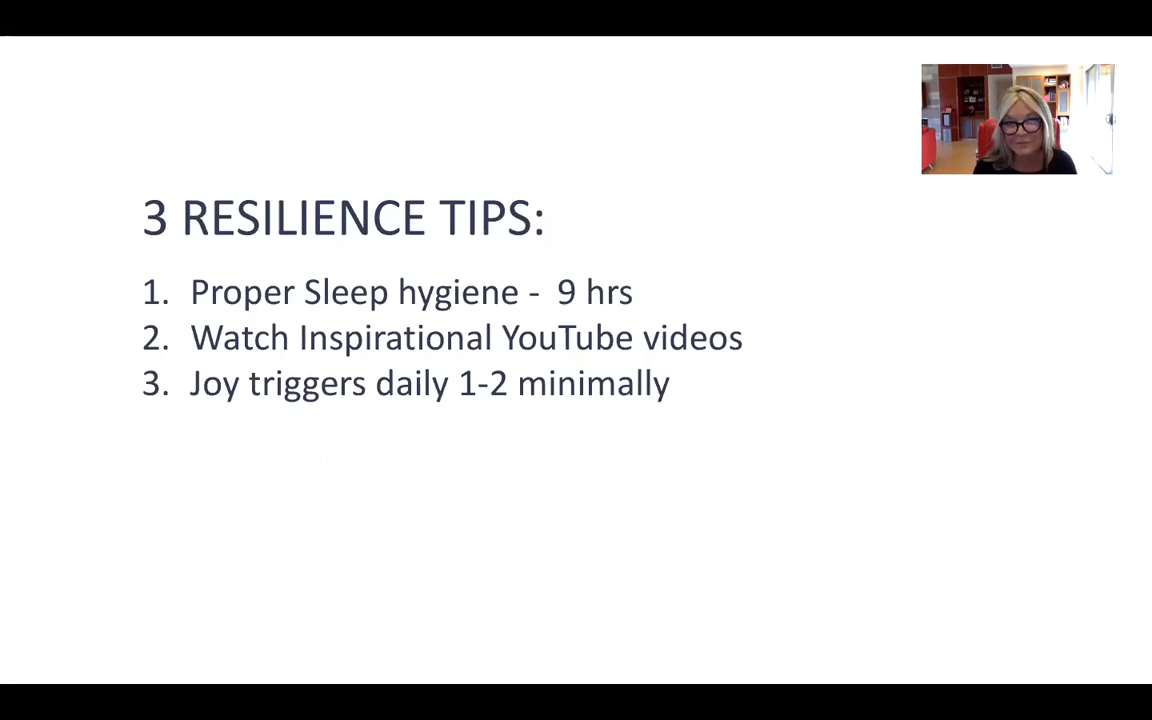 3 RESILIENCE TIPS:
1. Proper Sleep hygiene - 9 hrs
2. Watch Inspirational YouTube videos
3. Joy triggers daily 1-2 minimally